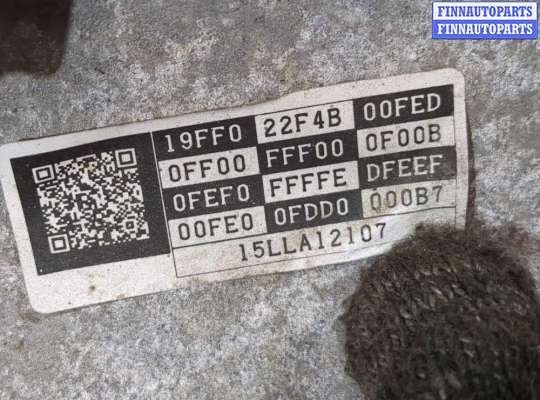 FINNAUTOPARTS
FINNAUTOPARTS
19FF0 22F4B 00FED
0FF00 FFF00 0F00B
0FEF0 FFFFE DFEEF
00FE0 0FDD0 000B7
15LLA12107